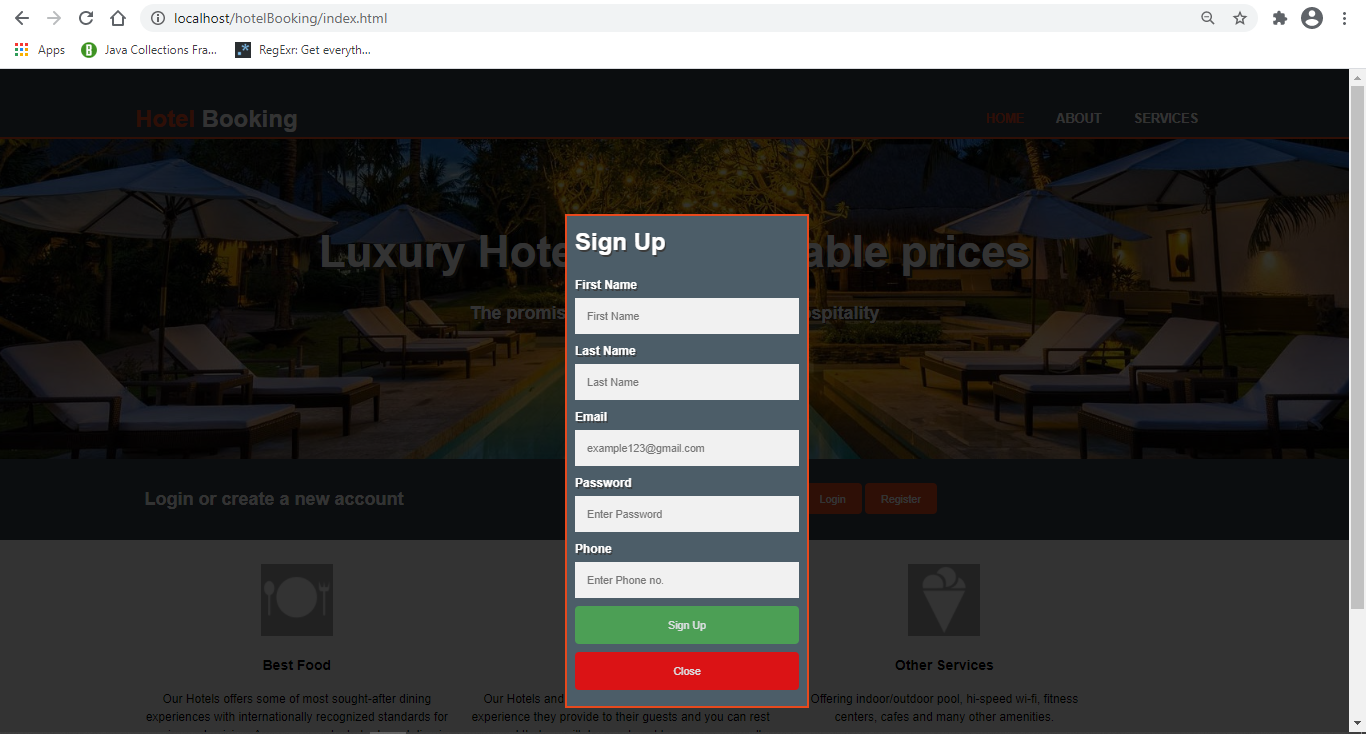 localhost/hotelBooking/index.html
Apps
Java Collections Fra...
RegExr: Get everyth...
Hotel Booking
HOME
ABOUT
SERVICES
Luxury Hote
able prices
The promis
spitality
Sign Up
First Name
First Name
Last Name
Last Name
Email
example123@gmail.com
Password
Enter Password
Phone
Enter Phone no.
Sign Up
Close
Login or create a new account
Login
Register
Best Food
Our Hotels offers some of most sought-after dining
experiences with internationally recognized standards for
Our Hotels and
experience they provide to their guests and you can rest
Other Services
Offering indoor/outdoor pool, hi-speed wi-fi, fitness
centers, cafes and many other amenities.